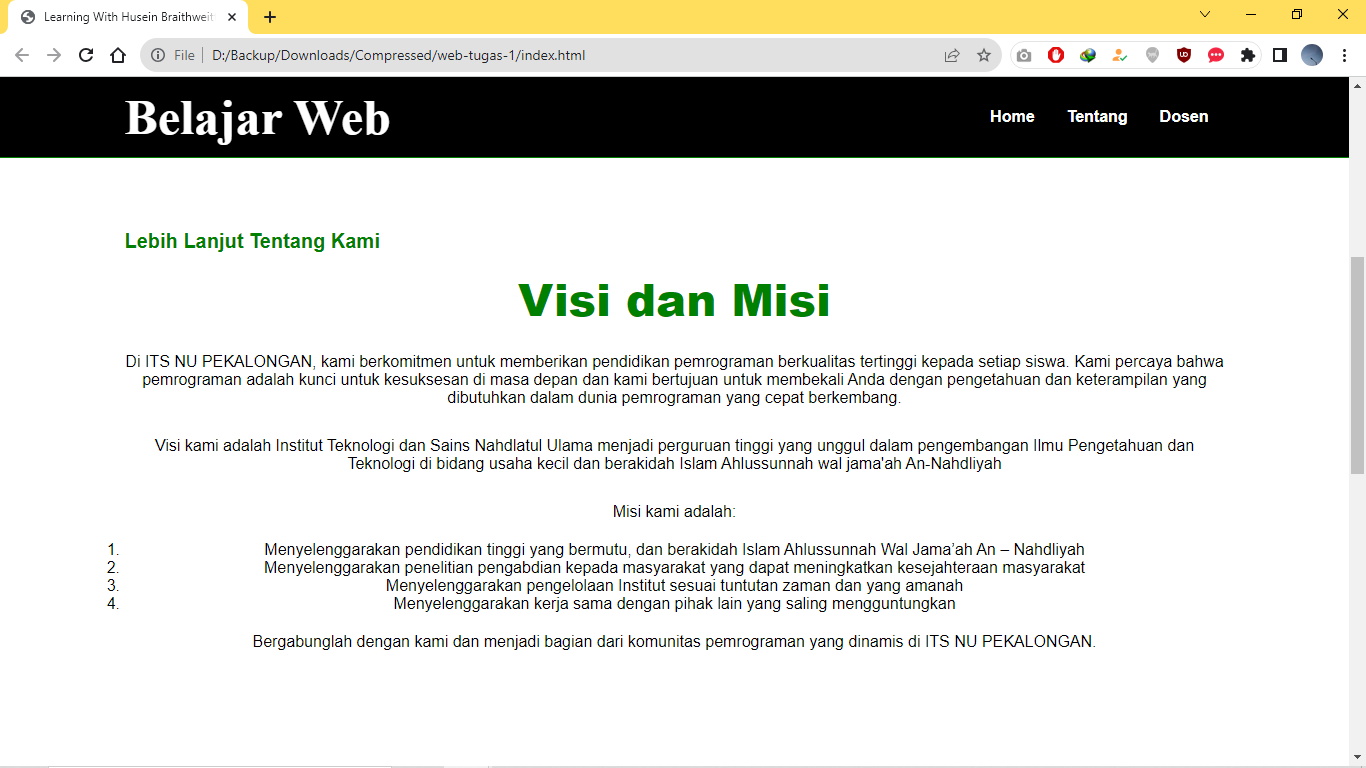 Learning With Husein Braithweit
File
D:/Backup/Downloads/Compressed/web-tugas-1/index.html
Belajar Web
Home Tentang Dosen
Lebih Lanjut Tentang Kami
Visi dan Misi
Di ITS NU PEKALONGAN, kami berkomitmen untuk memberikan pendidikan pemrograman berkualitas tertinggi kepada setiap siswa. Kami percaya bahwa
pemrograman adalah kunci untuk kesuksesan di masa depan dan kami bertujuan untuk membekali Anda dengan pengetahuan dan keterampilan yang
dibutuhkan dalam dunia pemrograman yang cepat berkembang.
Visi kami adalah Institut Teknologi dan Sains Nahdlatul Ulama menjadi perguruan tinggi yang unggul dalam pengembangan Ilmu Pengetahuan dan
Teknologi di bidang usaha kecil dan berakidah Islam Ahlussunnah wal jama'ah An-Nahdliyah
Misi kami adalah:
1. Menyelenggarakan pendidikan tinggi yang bermutu, dan berakidah Islam Ahlussunnah Wal Jama’ah An – Nahdliyah
2. Menyelenggarakan penelitian pengabdian kepada masyarakat yang dapat meningkatkan kesejahteraan masyarakat
3. Menyelenggarakan pengelolaan Institut sesuai tuntutan zaman dan yang amanah
4. Menyelenggarakan kerja sama dengan pihak lain yang saling mengguntungkan
Bergabunglah dengan kami dan menjadi bagian dari komunitas pemrograman yang dinamis di ITS NU PEKALONGAN.